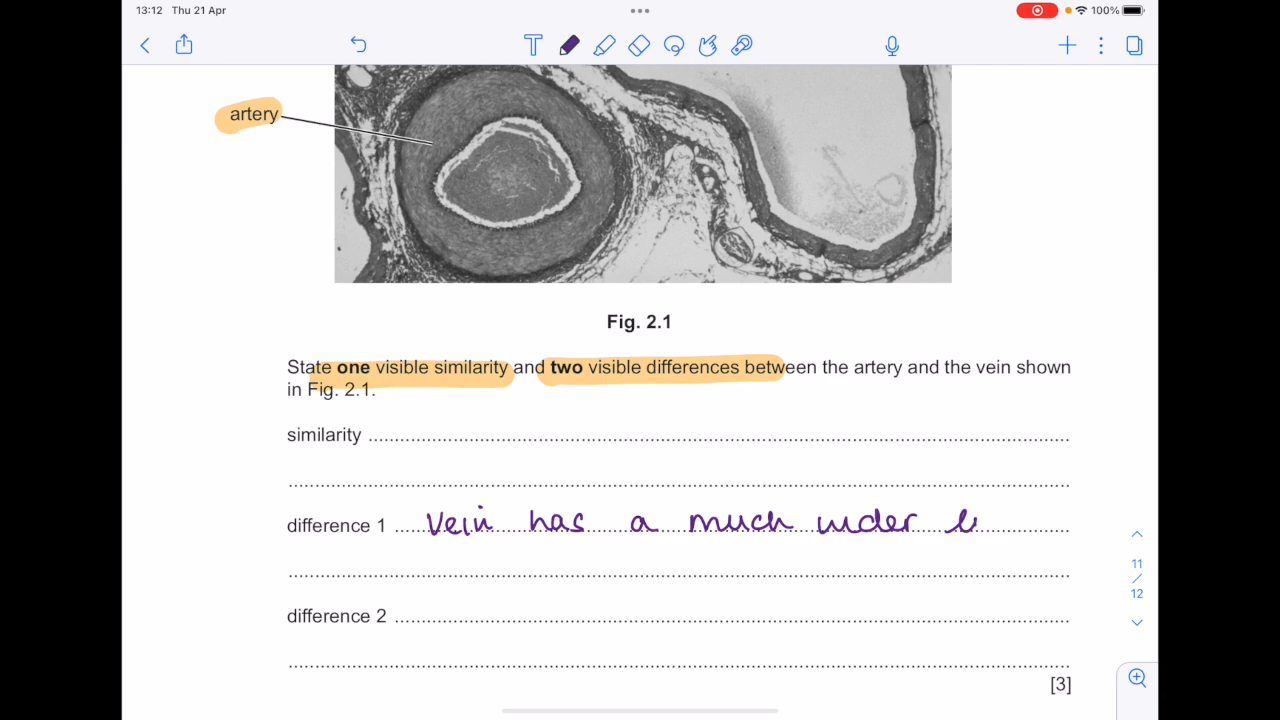 13:12 Thu 21 Apr
100%
artery
Fig. 2.1
State one visible similarity and two visible differences between the artery and the vein shown
in Fig. 2.1.
similarity
difference 1 vein has a much wider l
difference 2
[3]
11
/
12